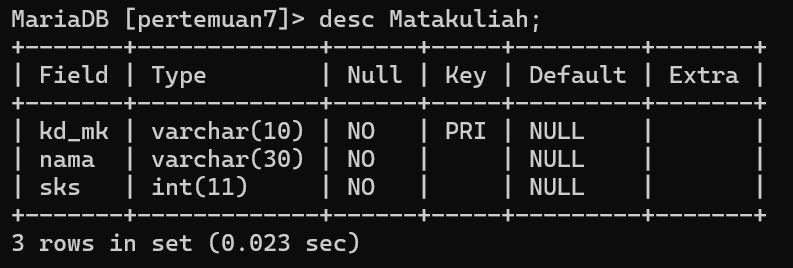 MariaDB [pertemuan7]> desc Matakuliah;
+-------+-------------+------+-----+---------+-------+
| Field | Type        | Null | Key | Default | Extra |
+-------+-------------+------+-----+---------+-------+
| kd_mk | varchar(10) | NO   | PRI | NULL    |       |
| nama  | varchar(30) | NO   |     | NULL    |       |
| sks   | int(11)     | NO   |     | NULL    |       |
+-------+-------------+------+-----+---------+-------+
3 rows in set (0.023 sec)